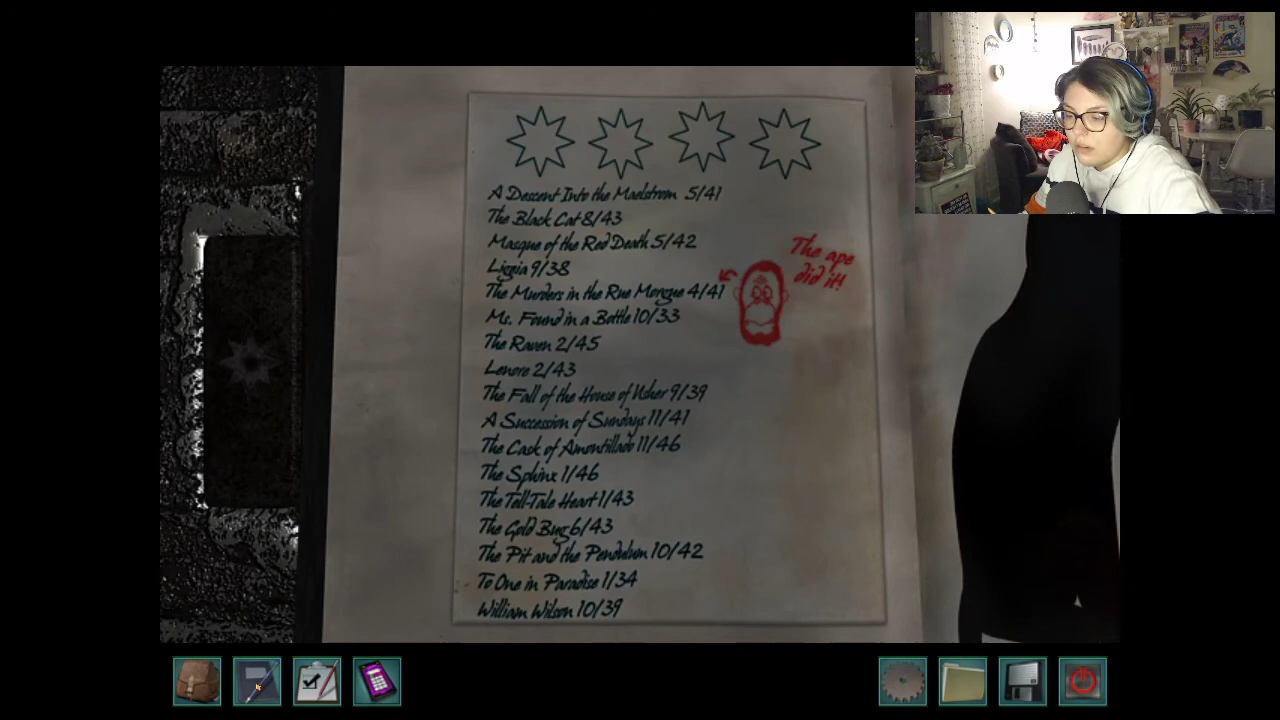 A Descent Into the Maelstrom 5/41
The Black Cat 8/43
Masque of the Red Death 5/42
Ligeia 9/38
The Murders in the Rue Morgue 4/41
The ape
did it!
Ms. Found in a Bottle 10/33
The Raven 2/45
Lenore 2/43
The Fall of the House of Usher 9/39
A Succession of Sundays 11/41
The Cask of Amontillado 11/46
The Sphinx 1/46
The Tell-Tale Heart 1/43
The Gold Bug 6/43
The Pit and the Pendulum 10/42
To One in Paradise 1/34
William Wilson 10/39